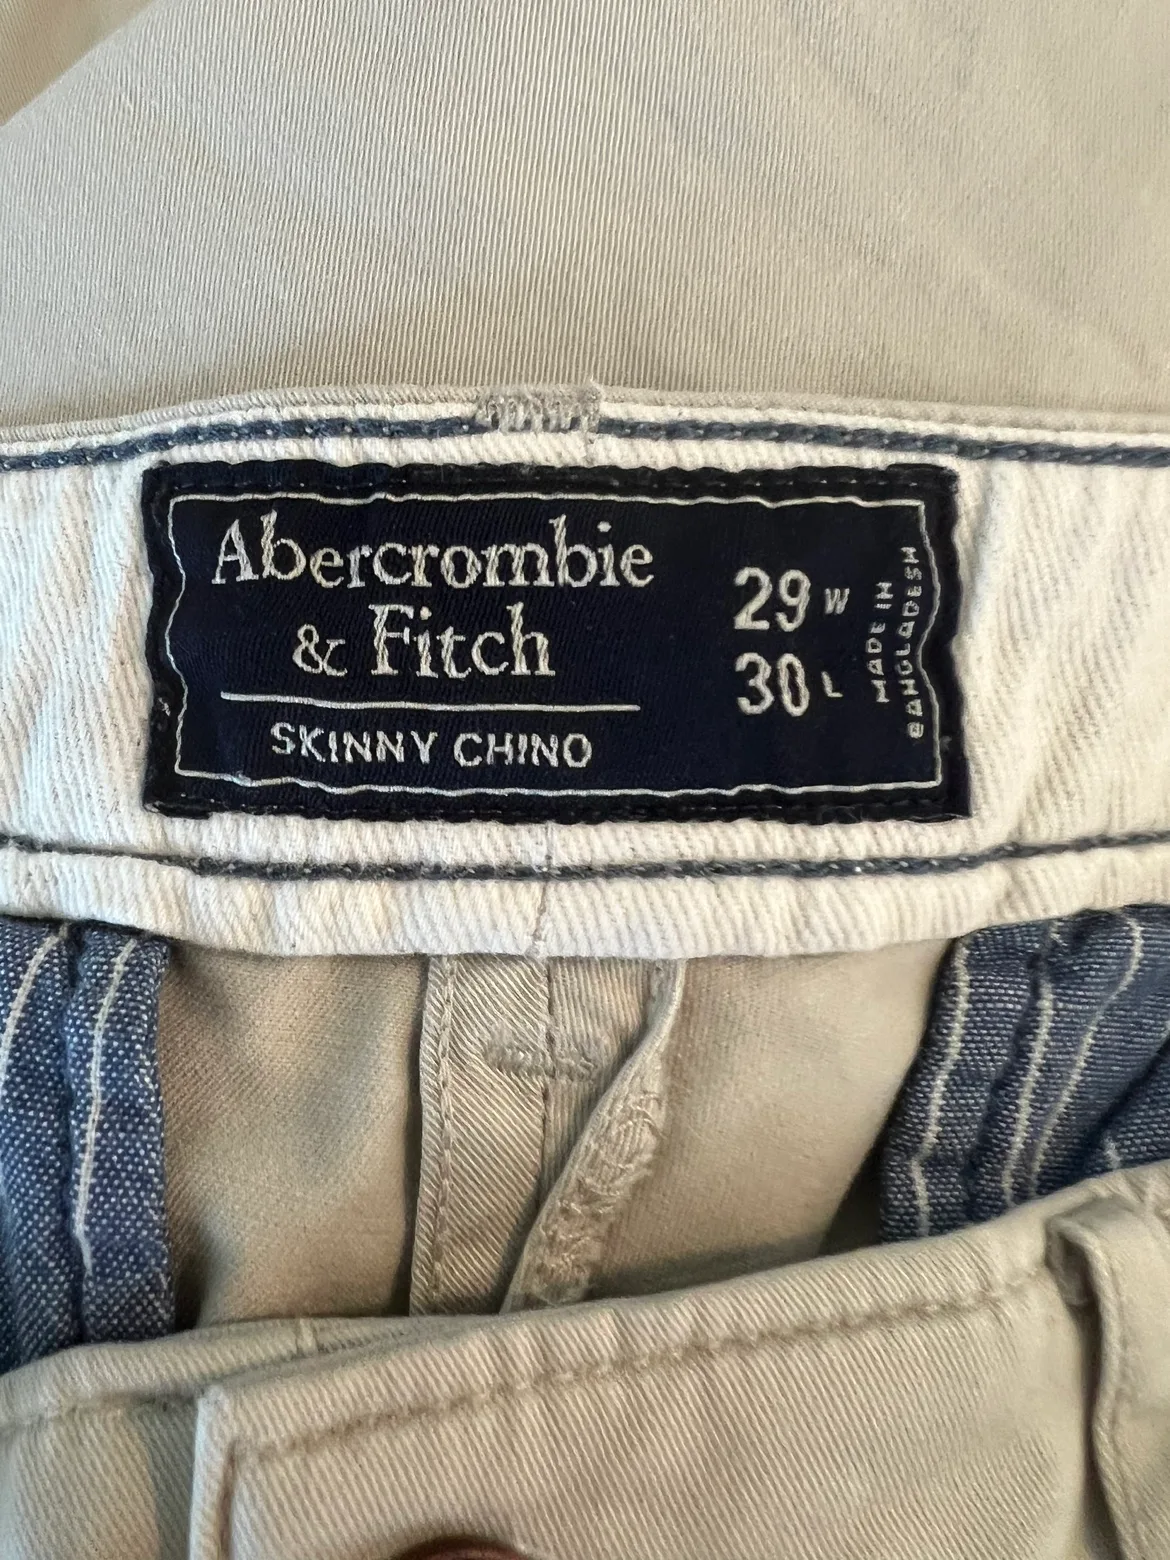 Abercrombie
& Fitch
SKINNY CHINO
29 W
30 L
MADE IN
BANGLADESH